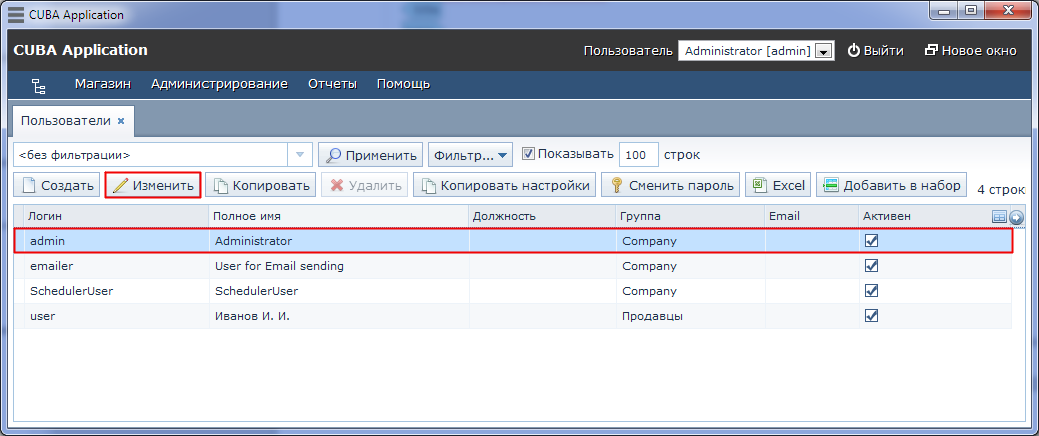 CUBA Application
CUBA Application Пользователь Administrator [admin] Выйти Новое окно
Магазин Администрирование Отчеты Помощь
Пользователи ×
<без фильтрации> Применить Фильтр... Показывать 100 строк
Создать Изменить Копировать Удалить Копировать настройки Сменить пароль Excel Добавить в набор 4 строк
Логин Полное имя Должность Группа Email Активен
admin Administrator Company
emailer User for Email sending Company
SchedulerUser SchedulerUser Company
user Иванов И. И. Продавцы